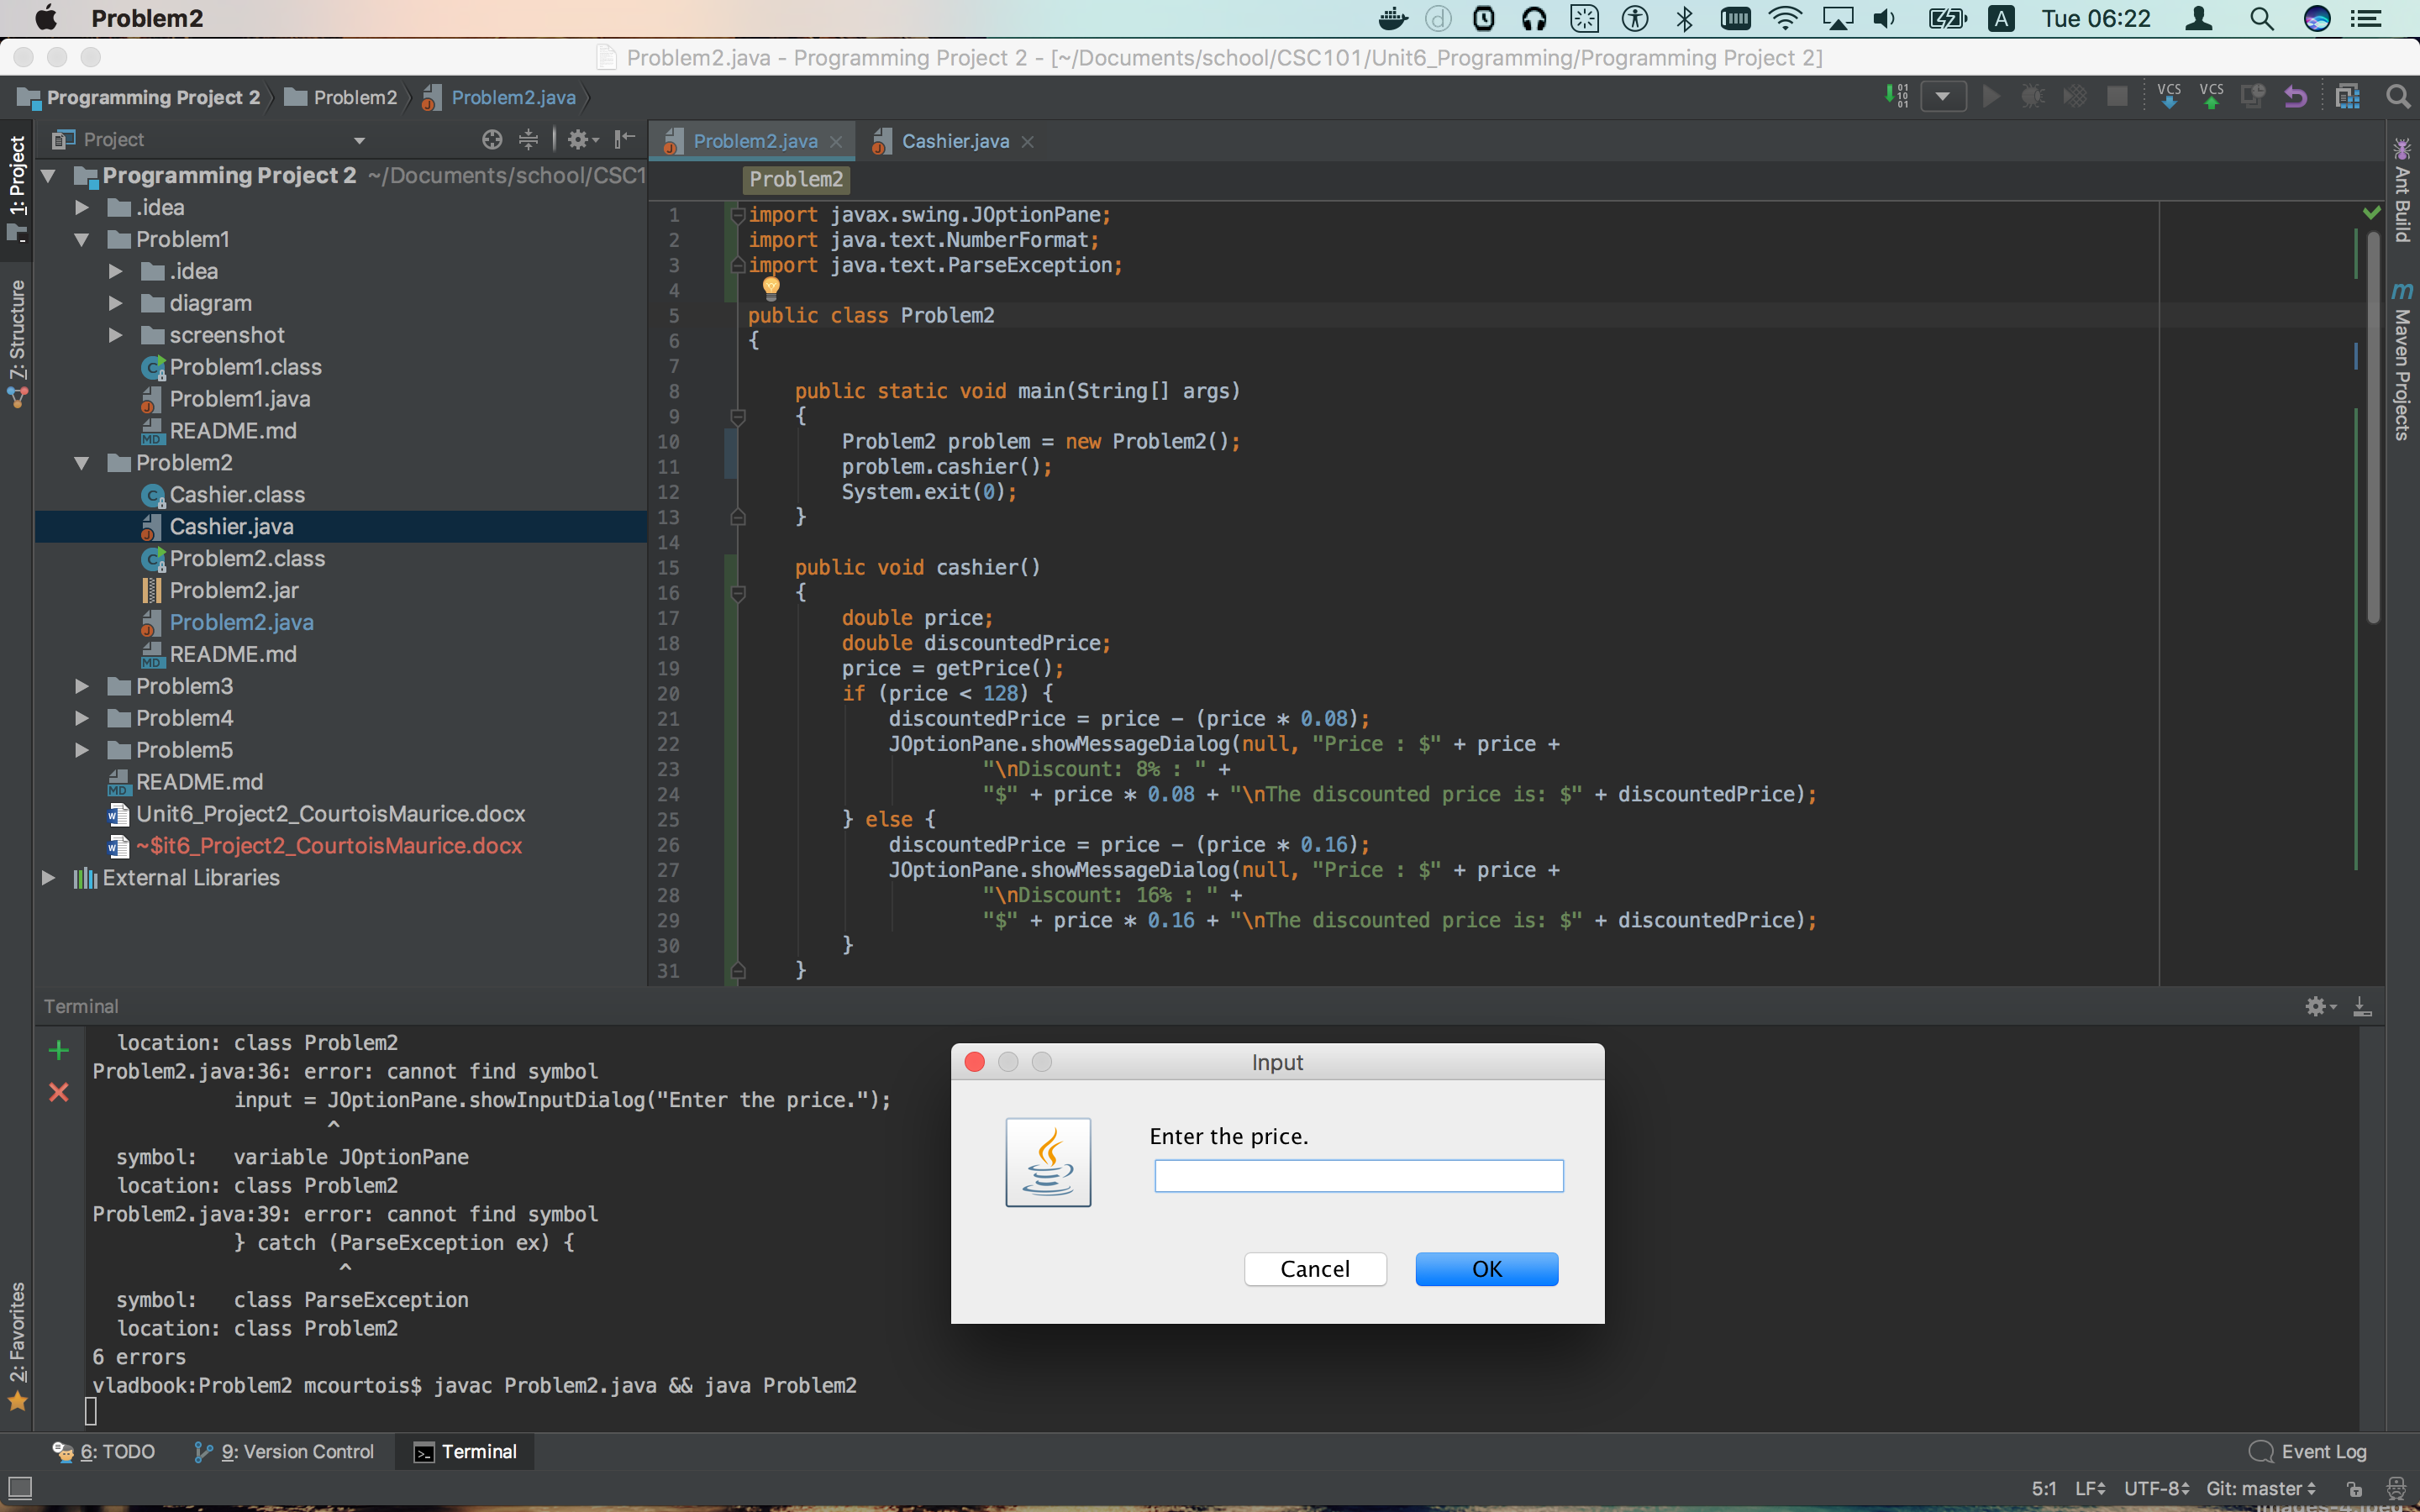 Problem2
Tue 06:22
Problem2.java - Programming Project 2 - [~/Documents/school/CSC101/Unit6_Programming/Programming Project 2]
Programming Project 2 Problem2 Problem2.java
VCS VCS
1: Project
7: Structure
2: Favorites
Project
Programming Project 2 ~/Documents/school/CSC1
.idea
Problem1
.idea
diagram
screenshot
Problem1.class
Problem1.java
README.md
Problem2
Cashier.class
Cashier.java
Problem2.class
Problem2.jar
Problem2.java
README.md
Problem3
Problem4
Problem5
README.md
Unit6_Project2_CourtoisMaurice.docx
~$it6_Project2_CourtoisMaurice.docx
External Libraries
Problem2.java Cashier.java
Problem2
1 import javax.swing.JOptionPane;
2 import java.text.NumberFormat;
3 import java.text.ParseException;
4
5 public class Problem2
6 {
7
8 public static void main(String[] args)
9 {
10 Problem2 problem = new Problem2();
11 problem.cashier();
12 System.exit(0);
13 }
14
15 public void cashier()
16 {
17 double price;
18 double discountedPrice;
19 price = getPrice();
20 if (price < 128) {
21 discountedPrice = price - (price * 0.08);
22 JOptionPane.showMessageDialog(null, "Price : $" + price +
23 "\nDiscount: 8% : " +
24 "$" + price * 0.08 + "\nThe discounted price is: $" + discountedPrice);
25 } else {
26 discountedPrice = price - (price * 0.16);
27 JOptionPane.showMessageDialog(null, "Price : $" + price +
28 "\nDiscount: 16% : " +
29 "$" + price * 0.16 + "\nThe discounted price is: $" + discountedPrice);
30 }
31 }
Ant Build
Maven Projects
Terminal
location: class Problem2
Problem2.java:36: error: cannot find symbol
input = JOptionPane.showInputDialog("Enter the price.");
^
symbol: variable JOptionPane
location: class Problem2
Problem2.java:39: error: cannot find symbol
} catch (ParseException ex) {
^
symbol: class ParseException
location: class Problem2
6 errors
vladbook:Problem2 mcourtois$ javac Problem2.java && java Problem2
Input
Enter the price.
Cancel OK
6: TODO 9: Version Control Terminal
Event Log
5:1 LF UTF-8 Git: master